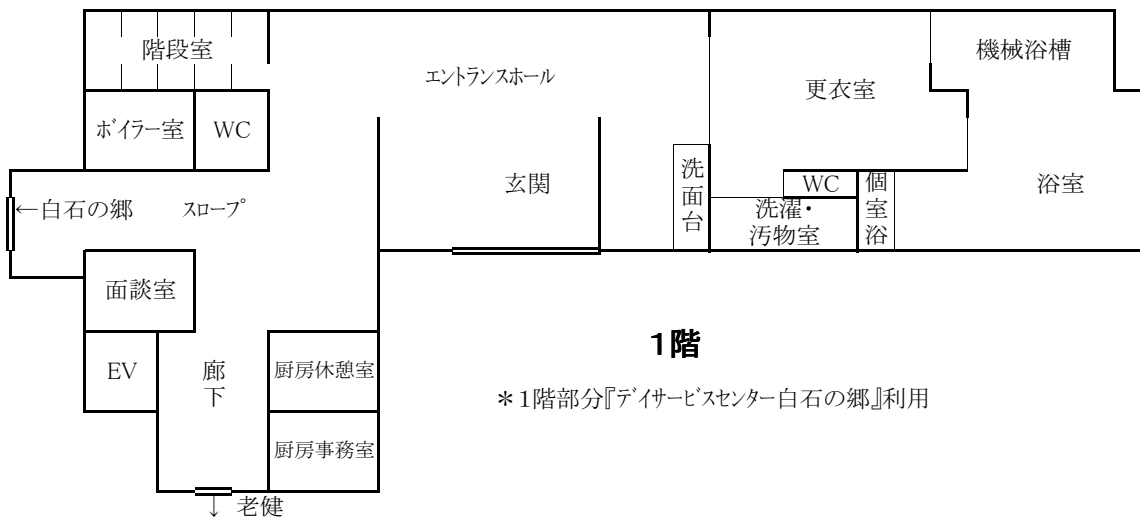 階段室
エントランスホール
更衣室
機械浴槽
ボイラー室
WC
洗面台
玄関
WC
個室浴
浴室
←白石の郷
スロープ
洗濯・
汚物室
面談室
EV
廊下
厨房休憩室
1階
*1階部分『デイサービスセンター白石の郷』利用
厨房事務室
↓ 老健